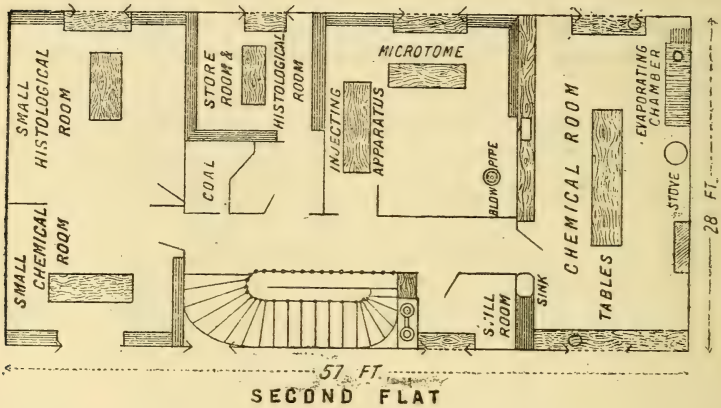 SMALL
HISTOLOGICAL
ROOM
STORE
ROOM &
HISTOLOGICAL
ROOM
MICROTOME
INJECTING
APPARATUS
BLOW PIPE
COAL
CHEMICAL ROOM
TABLES
EVAPORATING
CHAMBER
STOVE
SMALL
CHEMICAL
ROOM
STILL
ROOM
SINK
28 FT.
57 FT.
SECOND FLAT